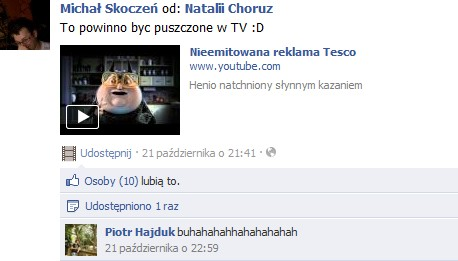 Michał Skoczeń od: Natalii Choruz
To powinno byc puszczone w TV :D
Nieemitowana reklama Tesco
www.youtube.com
Henio natchniony słynnym kazaniem
Udostępnij · 21 października o 21:41 ·
Osoby (10) lubią to.
Udostępniono 1 raz
Piotr Hajduk buhahahahhahahahahah
21 października o 22:59